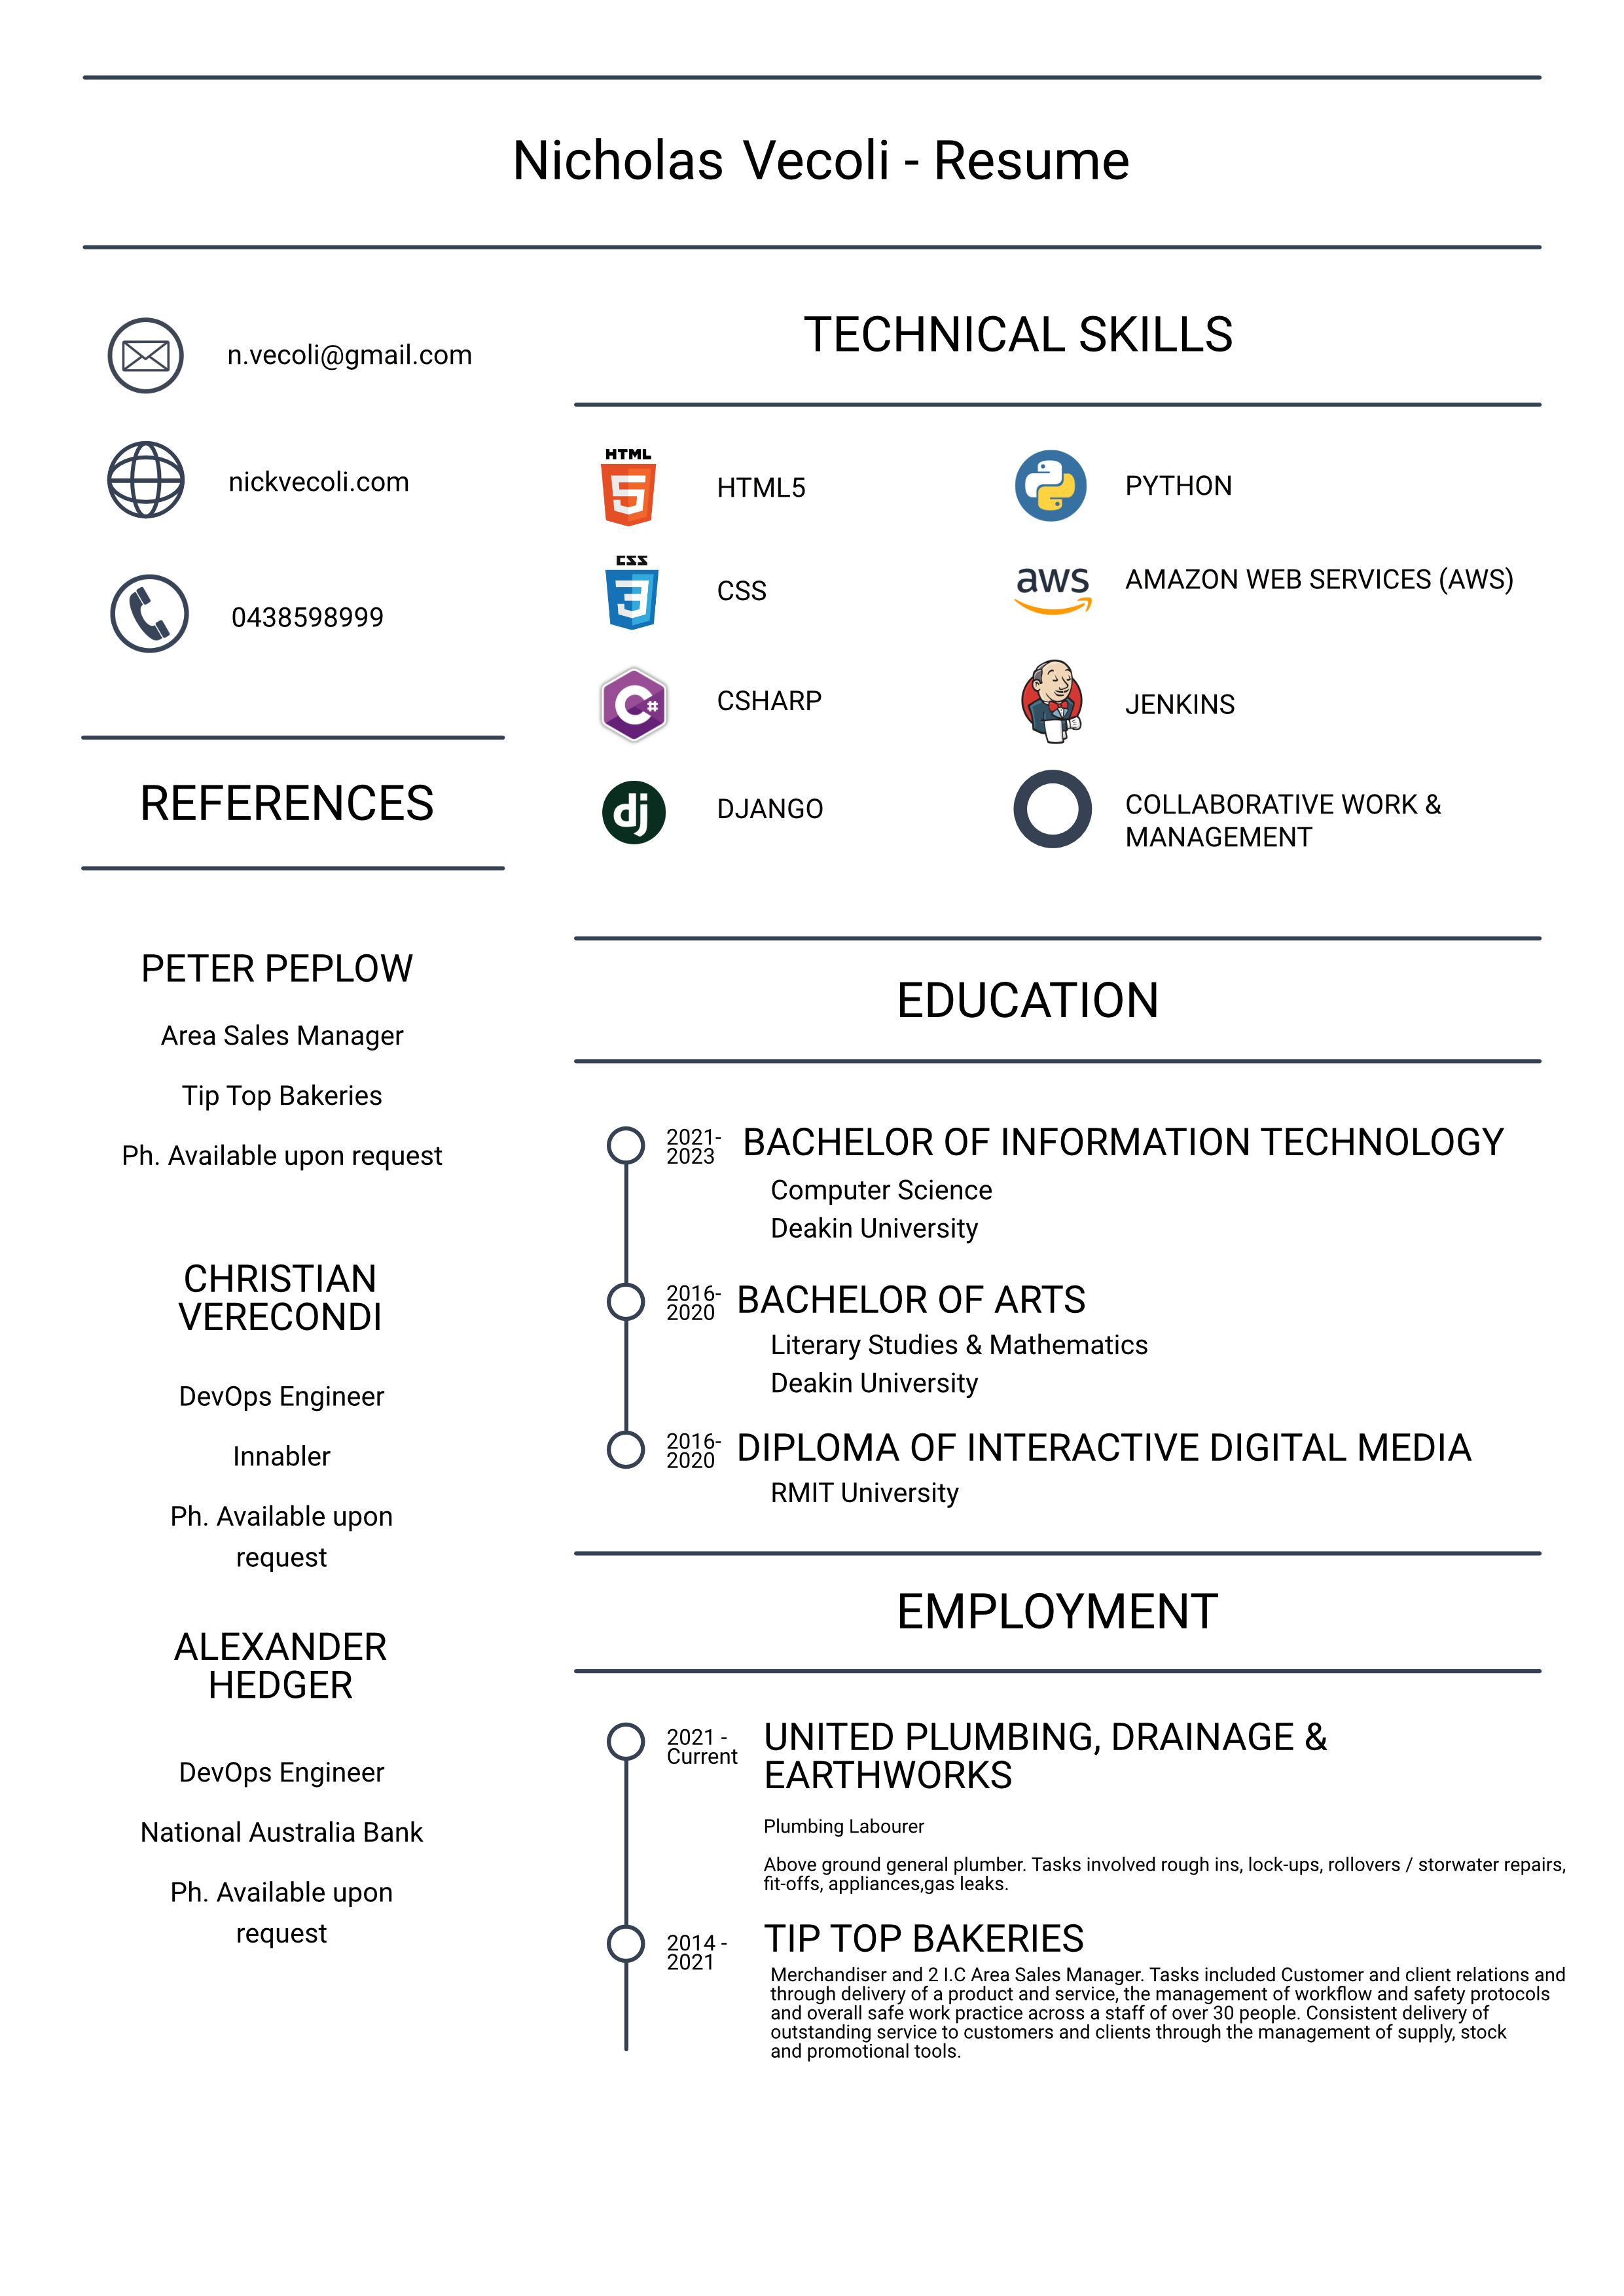 Nicholas Vecoli - Resume
n.vecoli@gmail.com
nickvecoli.com
0438598999
REFERENCES
PETER PEPLOW
Area Sales Manager
Tip Top Bakeries
Ph. Available upon request
CHRISTIAN
VERECONDI
DevOps Engineer
Innabler
Ph. Available upon
request
ALEXANDER
HEDGER
DevOps Engineer
National Australia Bank
Ph. Available upon
request
TECHNICAL SKILLS
HTML
5
HTML5
CSS
3
CSS
C#
CSHARP
dj
DJANGO
PYTHON
aws
AMAZON WEB SERVICES (AWS)
JENKINS
COLLABORATIVE WORK &
MANAGEMENT
EDUCATION
2021-
2023
BACHELOR OF INFORMATION TECHNOLOGY
Computer Science
Deakin University
2016-
2020
BACHELOR OF ARTS
Literary Studies & Mathematics
Deakin University
2016-
2020
DIPLOMA OF INTERACTIVE DIGITAL MEDIA
RMIT University
EMPLOYMENT
2021 -
Current
UNITED PLUMBING, DRAINAGE &
EARTHWORKS
Plumbing Labourer
Above ground general plumber. Tasks involved rough ins, lock-ups, rollovers / storwater repairs,
fit-offs, appliances,gas leaks.
2014 -
2021
TIP TOP BAKERIES
Merchandiser and 2 I.C Area Sales Manager. Tasks included Customer and client relations and
through delivery of a product and service, the management of workflow and safety protocols
and overall safe work practice across a staff of over 30 people. Consistent delivery of
outstanding service to customers and clients through the management of supply, stock
and promotional tools.